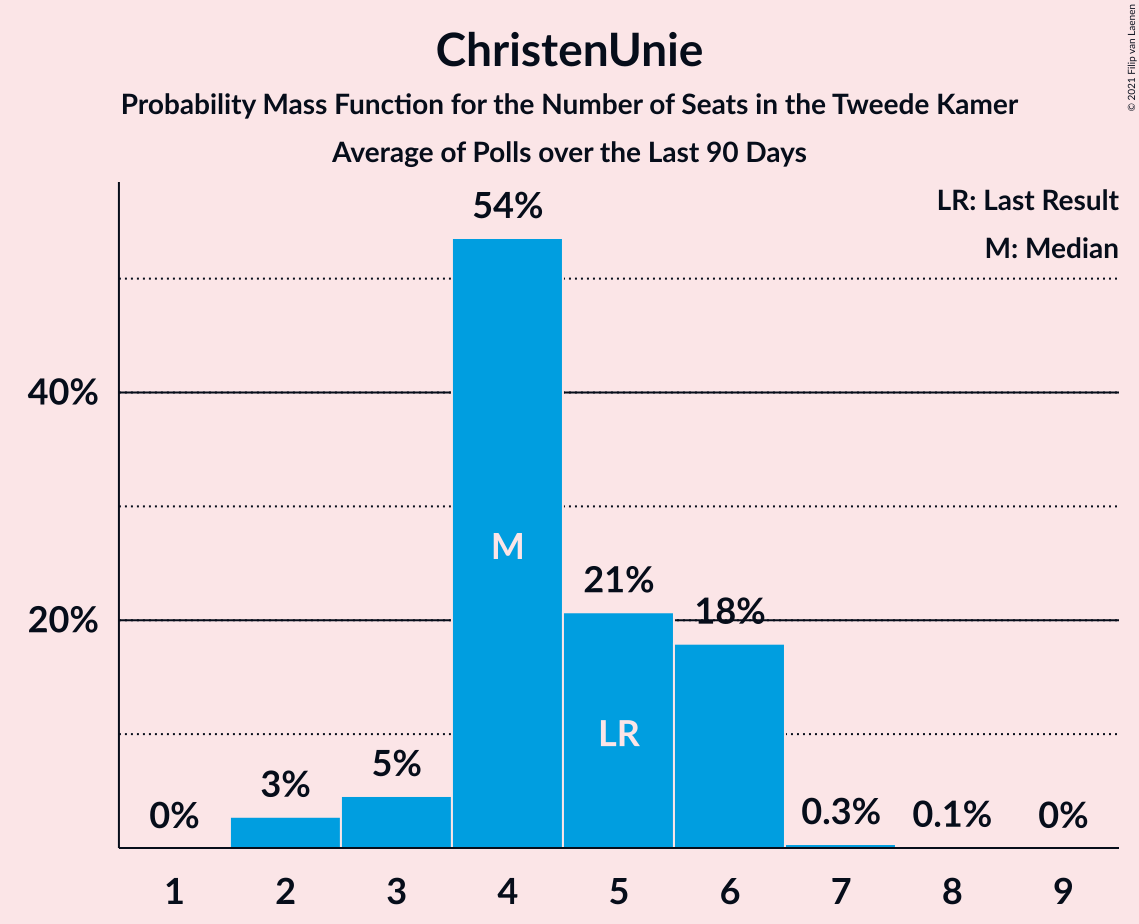 ChristenUnie
Probability Mass Function for the Number of Seats in the Tweede Kamer
Average of Polls over the Last 90 Days
© 2021 Filip van Laenen
LR: Last Result
M: Median
54%
40%
M
21%
18%
20%
LR
5%
3%
0%
0.3%
0.1%
0%
1 2 3 4 5 6 7 8 9